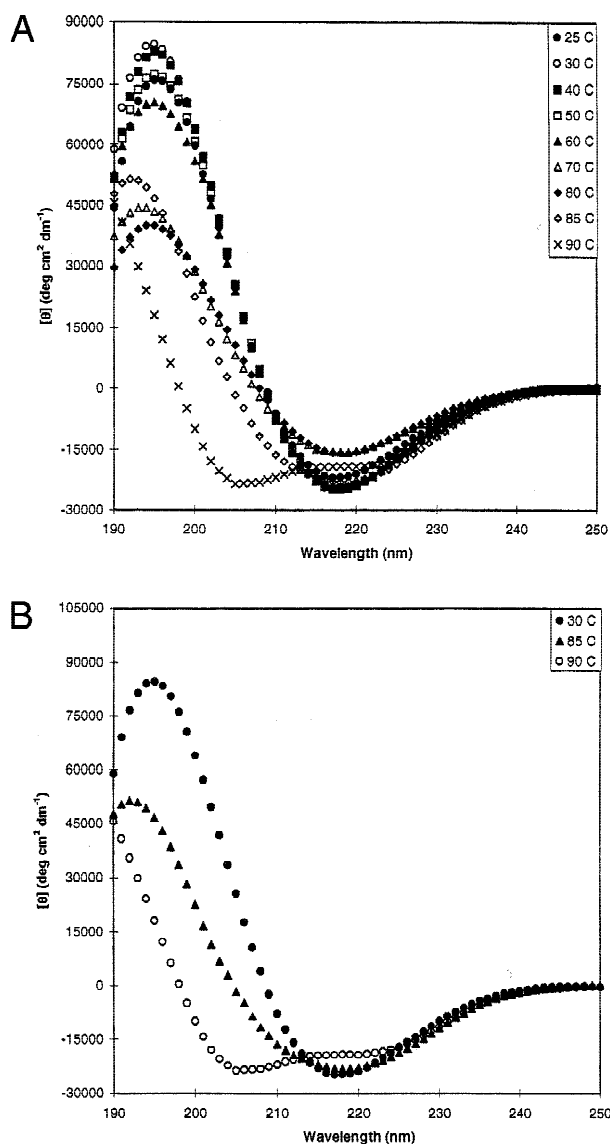 A
90000
75000
60000
45000
30000
15000
0
-15000
-30000
[θ] (deg cm² dm⁻¹)
190 200 210 220 230 240 250
Wavelength (nm)
25 C
30 C
40 C
50 C
60 C
70 C
80 C
85 C
90 C
B
105000
90000
75000
60000
45000
30000
15000
0
-15000
-30000
[θ] (deg cm² dm⁻¹)
190 200 210 220 230 240 250
Wavelength (nm)
30 C
85 C
90 C